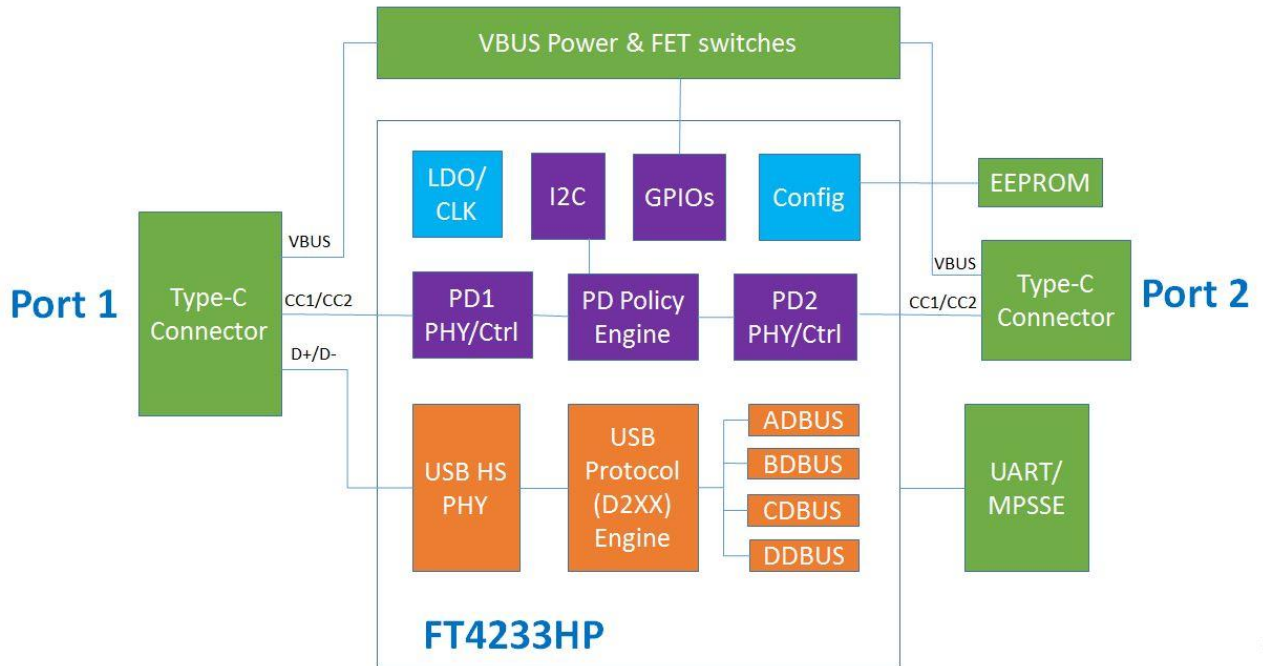 VBUS Power & FET switches
LDO/
CLK
I2C
GPIOs
Config
EEPROM
Port 1
Type-C
Connector
VBUS
CC1/CC2
D+/D-
PD1
PHY/Ctrl
PD Policy
Engine
PD2
PHY/Ctrl
VBUS
CC1/CC2
Type-C
Connector
Port 2
USB HS
PHY
USB
Protocol
(D2XX)
Engine
ADBUS
BDBUS
CDBUS
DDBUS
UART/
MPSSE
FT4233HP